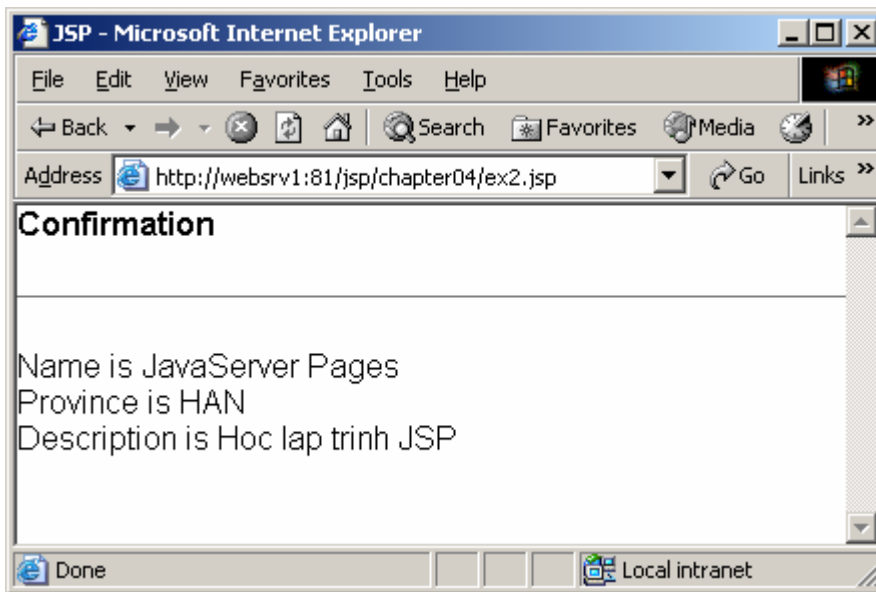 JSP - Microsoft Internet Explorer
File Edit View Favorites Tools Help
Back Search Favorites Media »
Address http://websrv1:81/jsp/chapter04/ex2.jsp Go Links »
Confirmation
Name is JavaServer Pages
Province is HAN
Description is Hoc lap trinh JSP
Done Local intranet